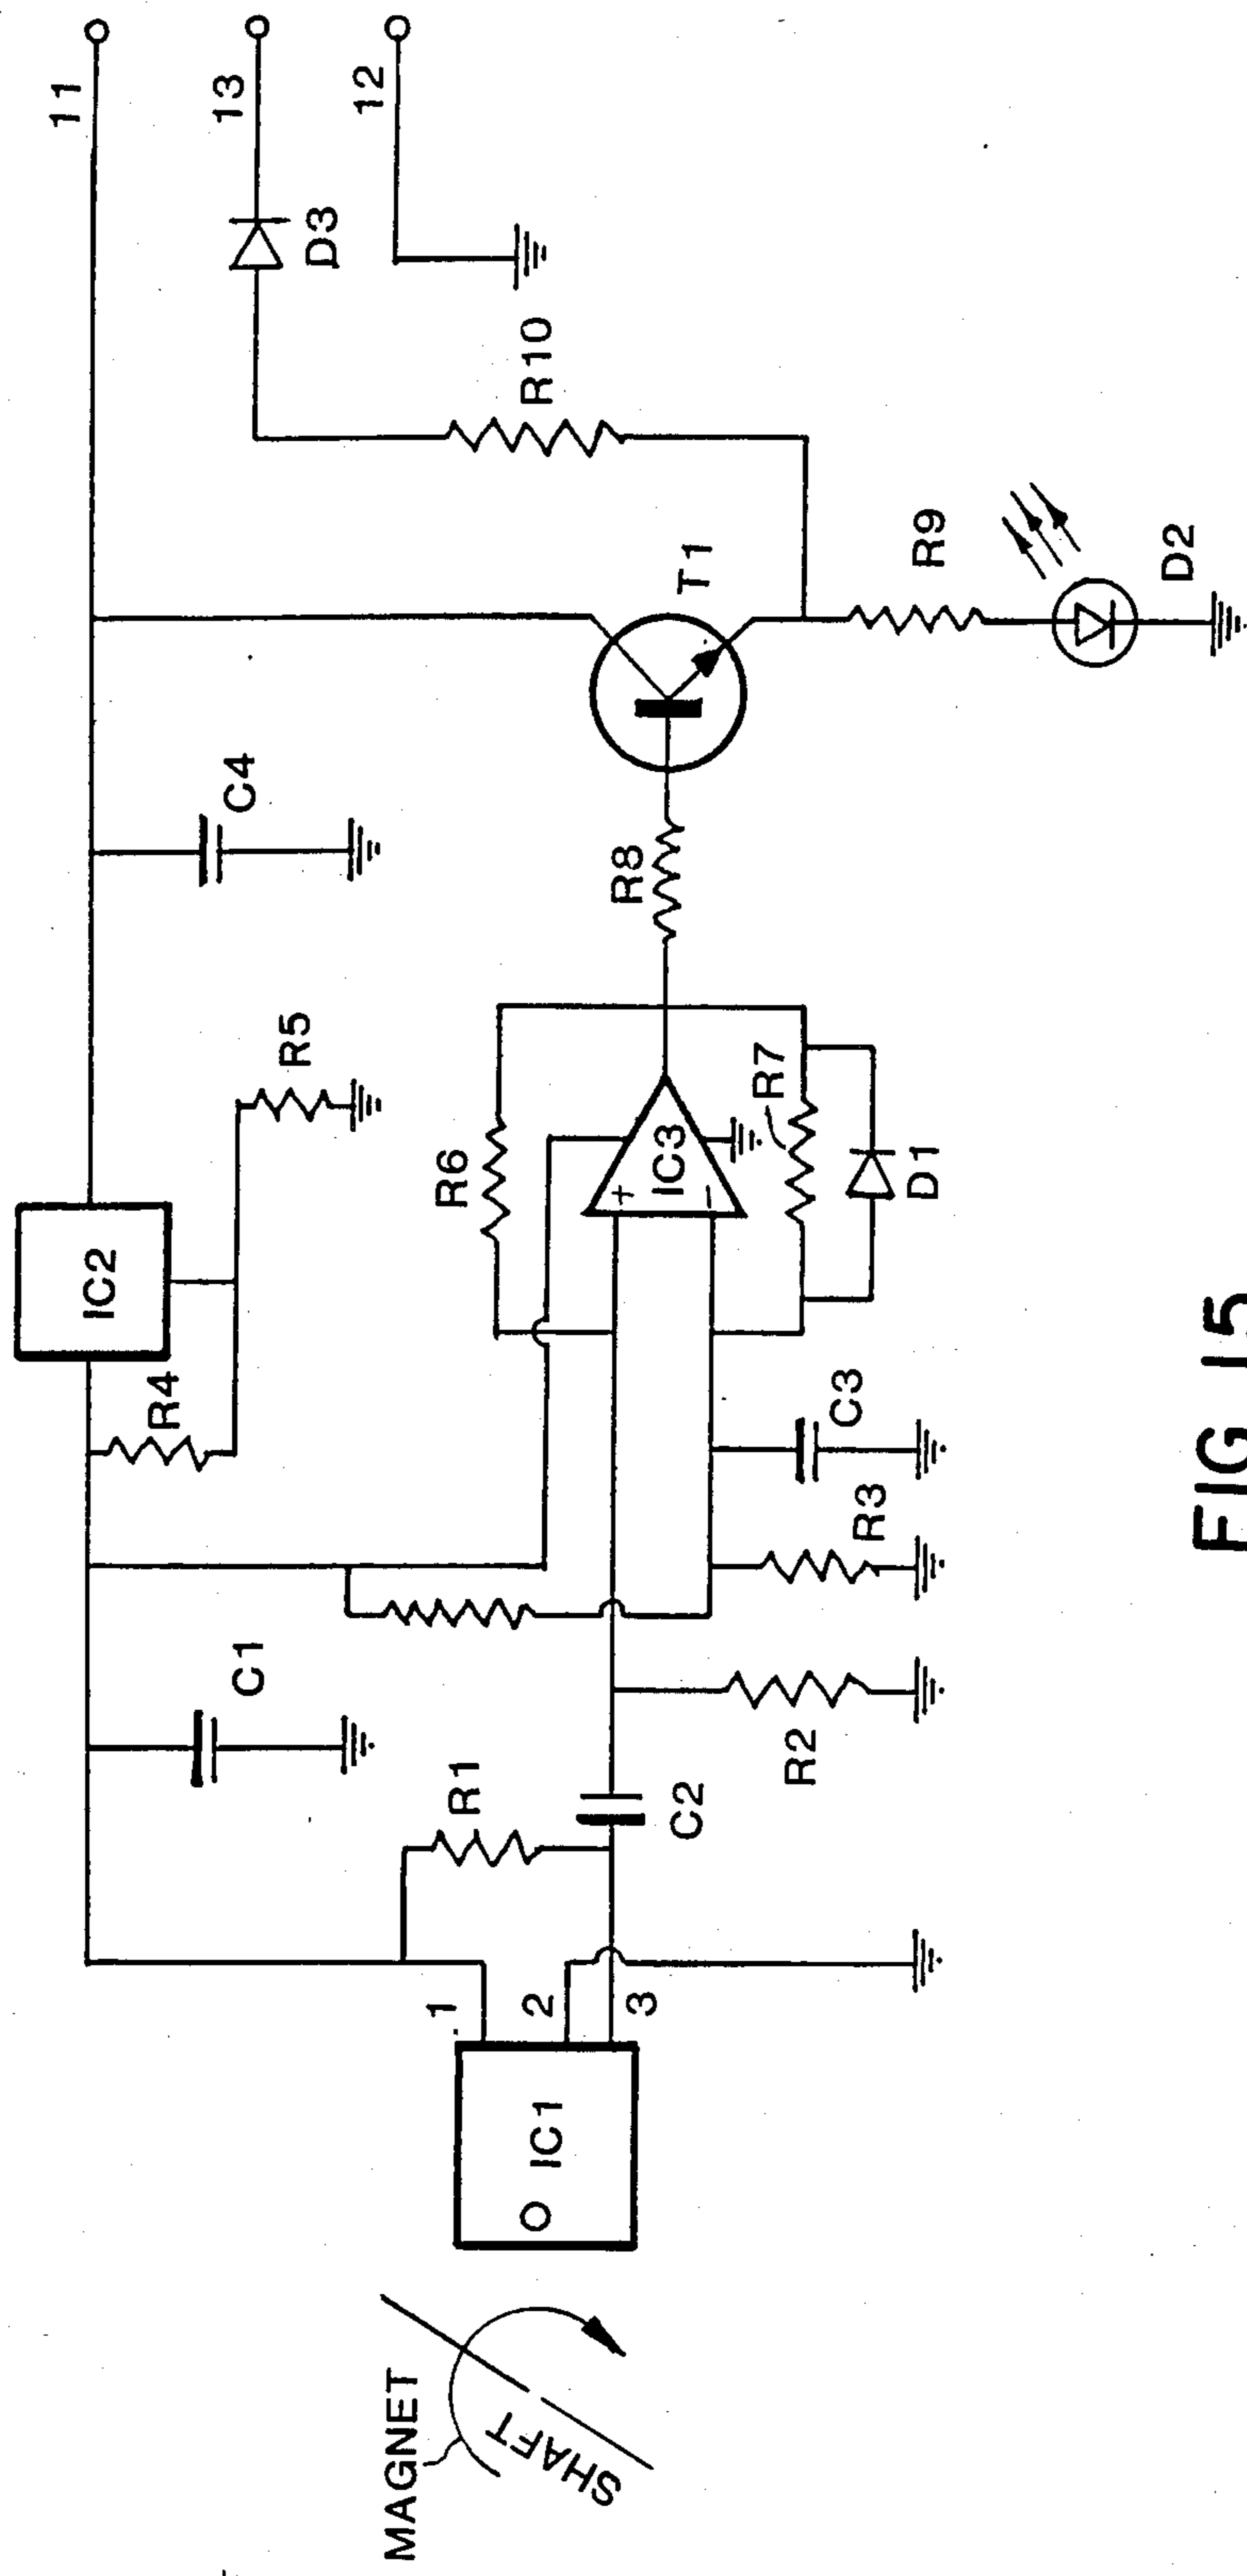 11
13
12
D3
R10
T1
R9
D2
C4
R8
R5
IC2
R4
R6
IC3
+
−
R7
D1
C3
R3
C1
R1
R2
C2
1
2
3
IC1
MAGNET
SHAFT
FIG 15